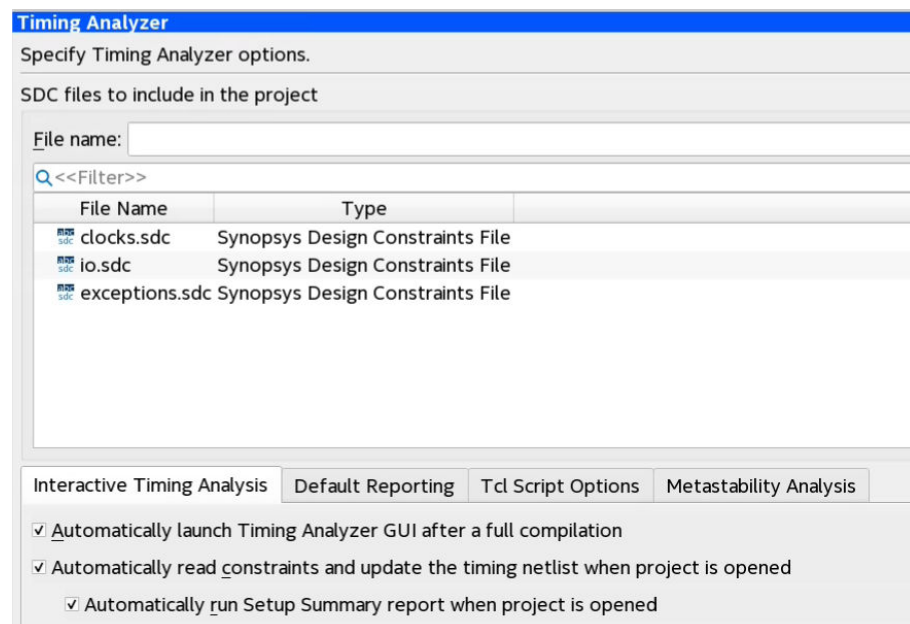 Timing Analyzer
Specify Timing Analyzer options.
SDC files to include in the project
File name:
<<Filter>>
File Name Type
clocks.sdc Synopsys Design Constraints File
io.sdc Synopsys Design Constraints File
exceptions.sdc Synopsys Design Constraints File
Interactive Timing Analysis Default Reporting Tcl Script Options Metastability Analysis
Automatically launch Timing Analyzer GUI after a full compilation
Automatically read constraints and update the timing netlist when project is opened
Automatically run Setup Summary report when project is opened